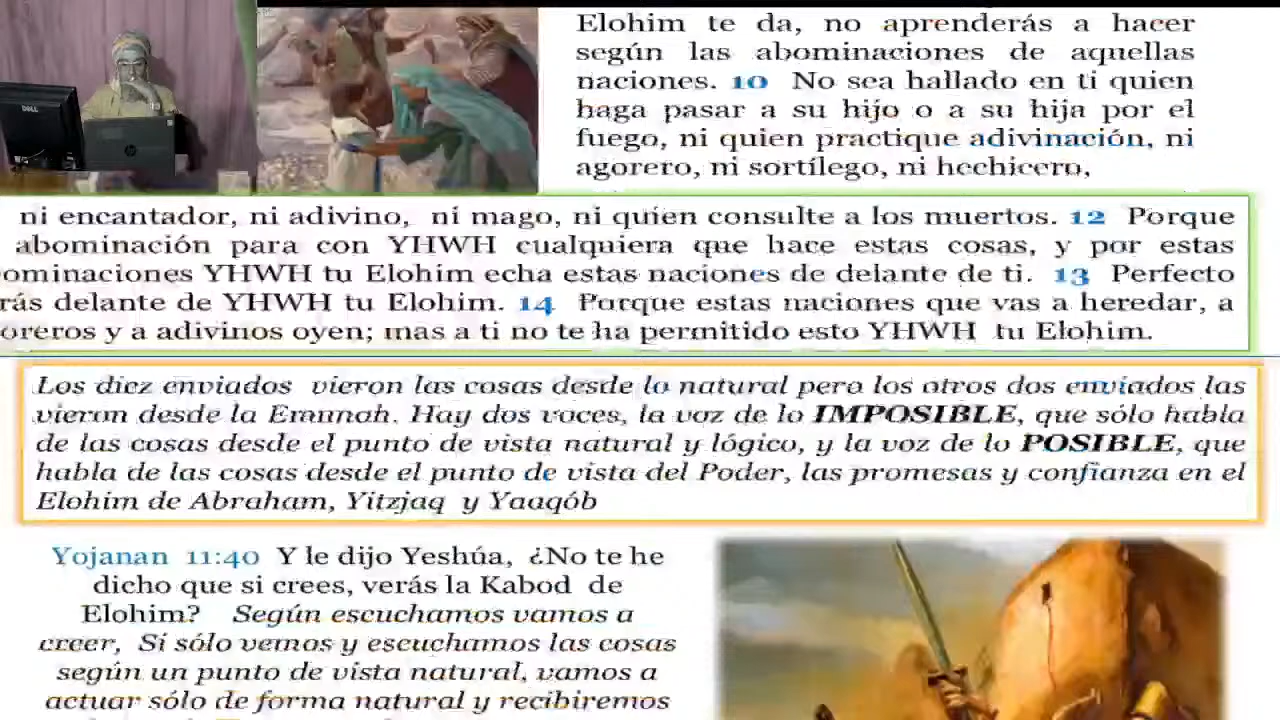 Elohim te da, no aprenderás a hacer
según las abominaciones de aquellas
naciones. 10 No sea hallado en ti quien
haga pasar a su hijo o a su hija por el
fuego, ni quien practique adivinación, ni
agorero, ni sortílego, ni hechicero,
ni encantador, ni adivino, ni mago, ni quien consulte a los muertos. 12 Porque
abominación para con YHWH cualquiera que hace estas cosas, y por estas
ominaciones YHWH tu Elohim echa estas naciones de delante de ti. 13 Perfecto
rás delante de YHWH tu Elohim. 14 Porque estas naciones que vas a heredar, a
oreros y a adivinos oyen; mas a ti no te ha permitido esto YHWH tu Elohim.
Los diez enviados vieron las cosas desde lo natural pero los otros dos enviados las
vieron desde la Emunah. Hay dos voces, la voz de lo IMPOSIBLE, que sólo habla
de las cosas desde el punto de vista natural y lógico, y la voz de lo POSIBLE, que
habla de las cosas desde el punto de vista del Poder, las promesas y confianza en el
Elohim de Abraham, Yitzjaq y Yaaqób
Yojanan 11:40 Y le dijo Yeshúa, ¿No te he
dicho que si crees, verás la Kabod de
Elohim? Según escuchamos vamos a
creer, Sí sólo vemos y escuchamos las cosas
según un punto de vista natural, vamos a
actuar sólo de forma natural y recibiremos
DELL
hp